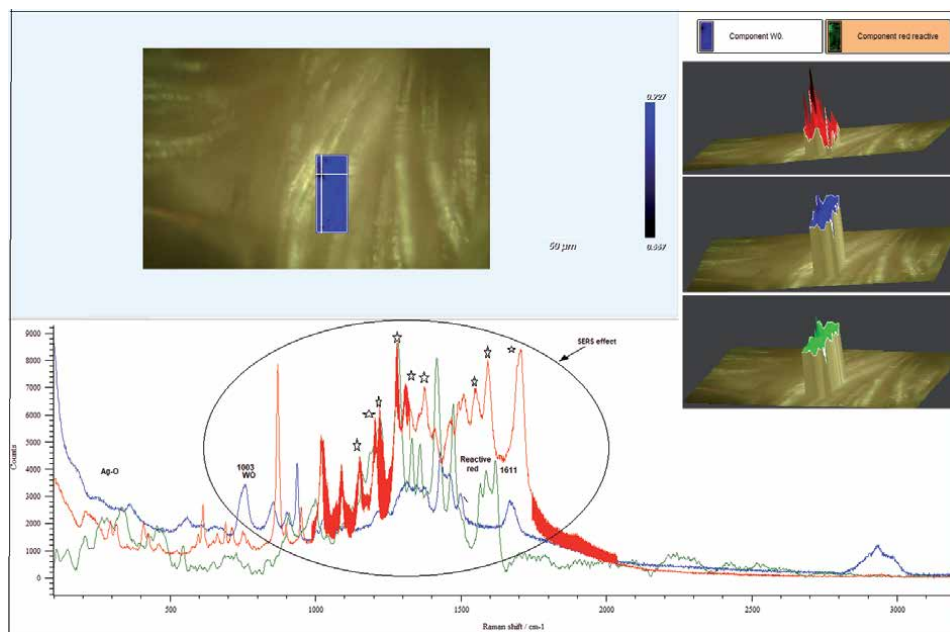 Component W0.
Component red reactive
0.927
50 μm
0.557
SERS effect
9000
8000
7000
6000
5000
4000
3000
2000
1000
0
Counts
Ag-O
1003
WO
Reactive
red
1611
500
1000
1500
2000
2500
3000
Raman shift / cm-1